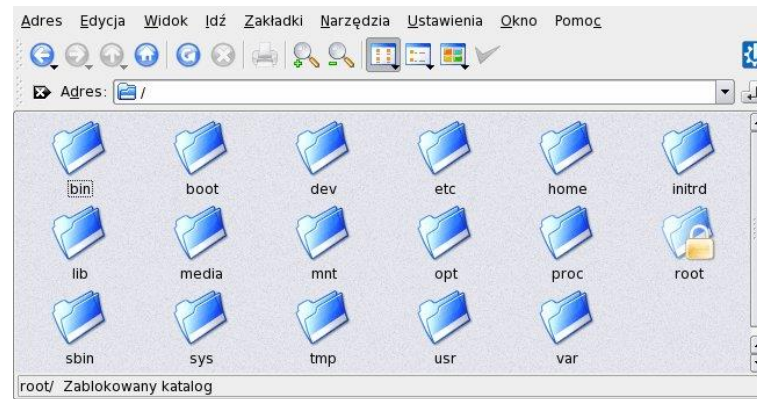 Adres Edycja Widok Idź Zakładki Narzędzia Ustawienia Okno Pomoc
Adres: /
bin boot dev etc home initrd
lib media mnt opt proc root
sbin sys tmp usr var
root/ Zablokowany katalog